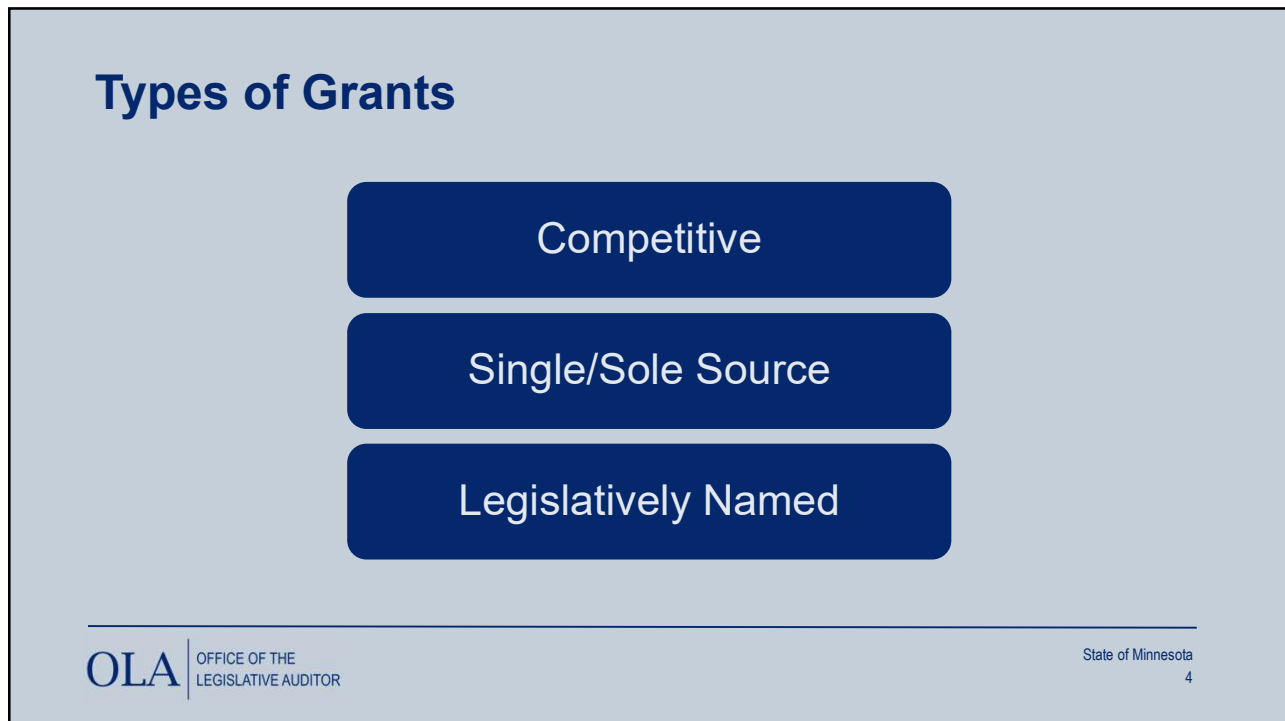 Types of Grants
Competitive
Single/Sole Source
Legislatively Named
OLA
OFFICE OF THE
LEGISLATIVE AUDITOR
State of Minnesota
4